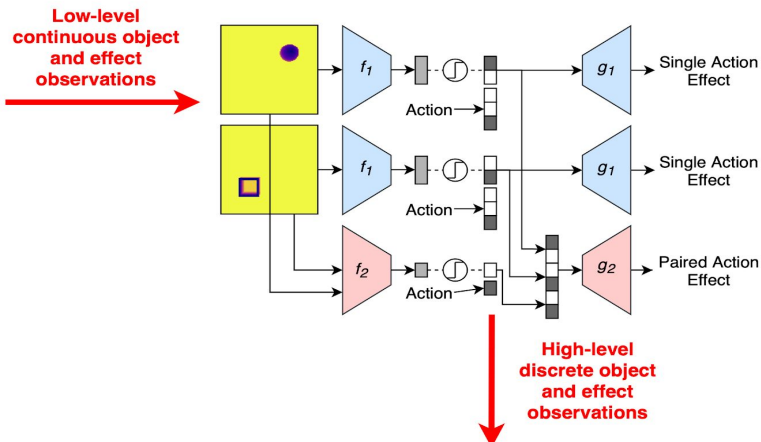 Low-level
continuous object
and effect
observations
f1
Action
g1
Single Action
Effect
f1
Action
g1
Single Action
Effect
f2
Action
g2
Paired Action
Effect
High-level
discrete object
and effect
observations